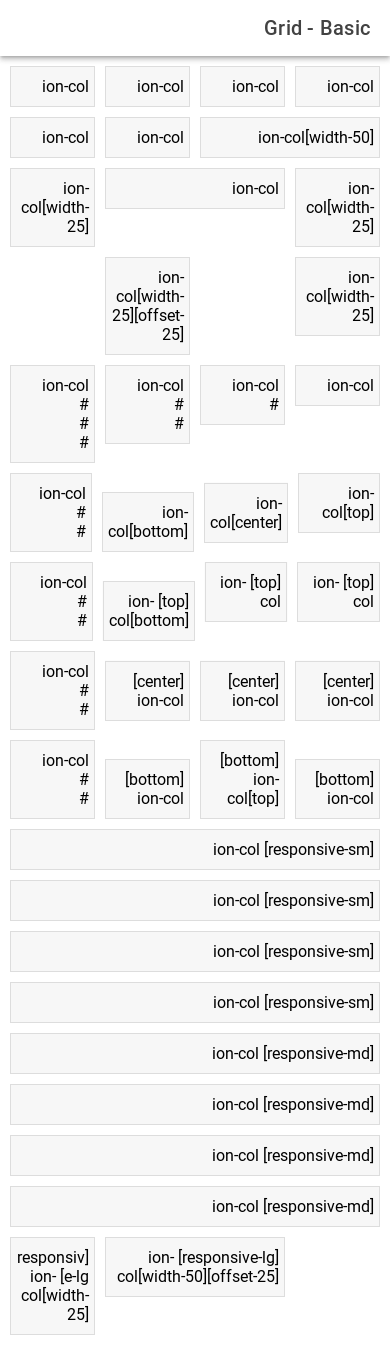 Grid - Basic
ion-col
ion-col
ion-col
ion-col
ion-col
ion-col
ion-col[width-50]
ion-
col[width-
25]
ion-col
ion-
col[width-
25]
ion-
col[width-
25][offset-
25]
ion-
col[width-
25]
ion-col
#
#
#
ion-col
#
#
ion-col
#
ion-col
ion-col
#
#
ion-
col[bottom]
ion-
col[center]
ion-
col[top]
ion-col
#
#
ion- [top]
col[bottom]
ion- [top]
col
ion- [top]
col
ion-col
#
#
[center]
ion-col
[center]
ion-col
[center]
ion-col
ion-col
#
#
[bottom]
ion-col
[bottom]
ion-
col[top]
[bottom]
ion-col
ion-col [responsive-sm]
ion-col [responsive-sm]
ion-col [responsive-sm]
ion-col [responsive-sm]
ion-col [responsive-md]
ion-col [responsive-md]
ion-col [responsive-md]
ion-col [responsive-md]
responsiv]
ion- [e-lg
col[width-
25]
ion- [responsive-lg]
col[width-50][offset-25]